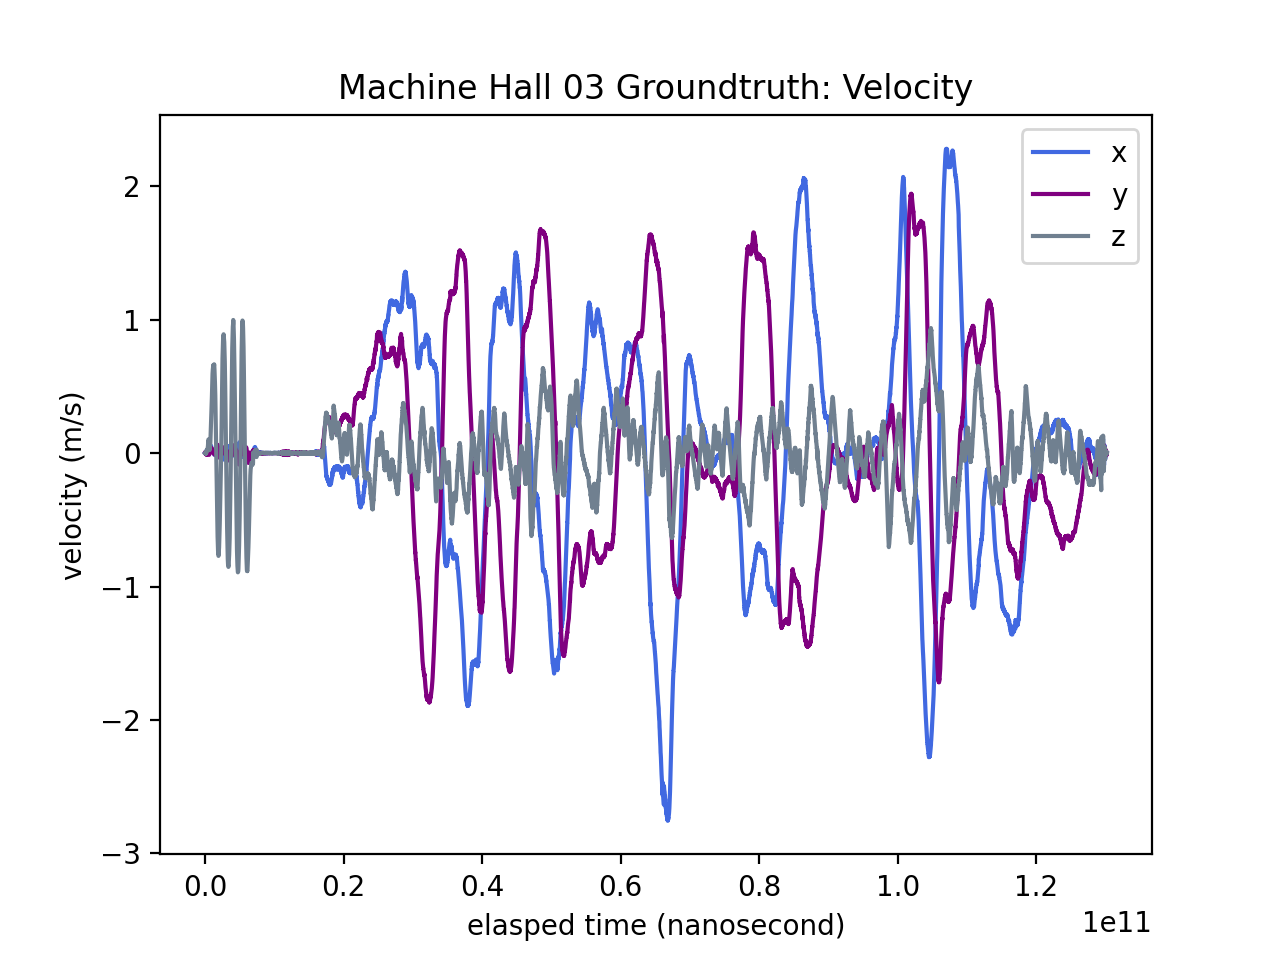 Machine Hall 03 Groundtruth: Velocity
x
y
z
velocity (m/s)
2
1
0
−1
−2
−3
0.0 0.2 0.4 0.6 0.8 1.0 1.2
1e11
elasped time (nanosecond)